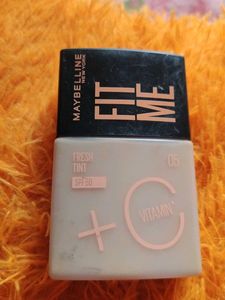 MAYBELLINE
NEW YORK
FIT
ME
FRESH
TINT
SPF 50
05
+ C
VITAMIN